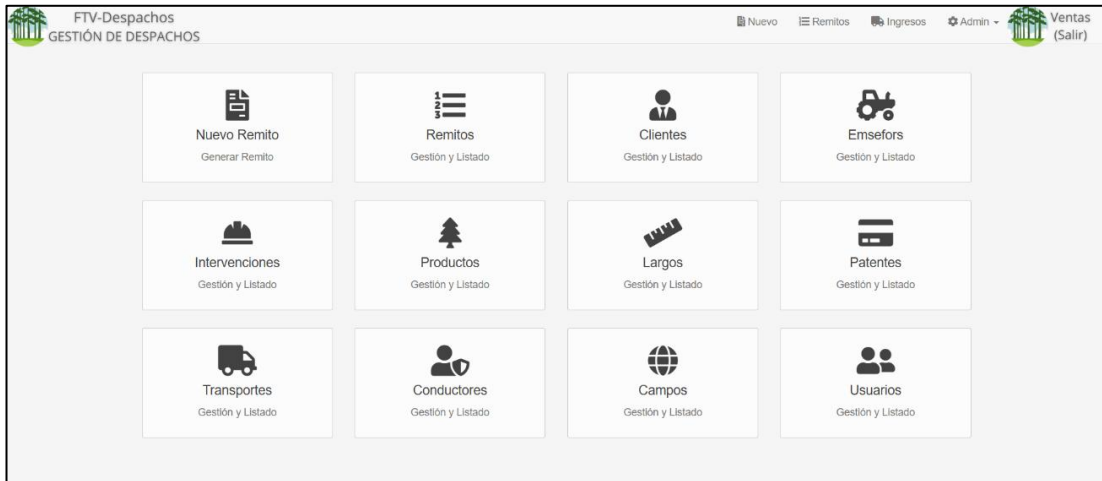 FTV-Despachos
GESTIÓN DE DESPACHOS
Nuevo Remitos Ingresos Admin
Ventas
(Salir)
Nuevo Remito
Generar Remito
Remitos
Gestión y Listado
Clientes
Gestión y Listado
Emsefors
Gestión y Listado
Intervenciones
Gestión y Listado
Productos
Gestión y Listado
Largos
Gestión y Listado
Patentes
Gestión y Listado
Transportes
Gestión y Listado
Conductores
Gestión y Listado
Campos
Gestión y Listado
Usuarios
Gestión y Listado